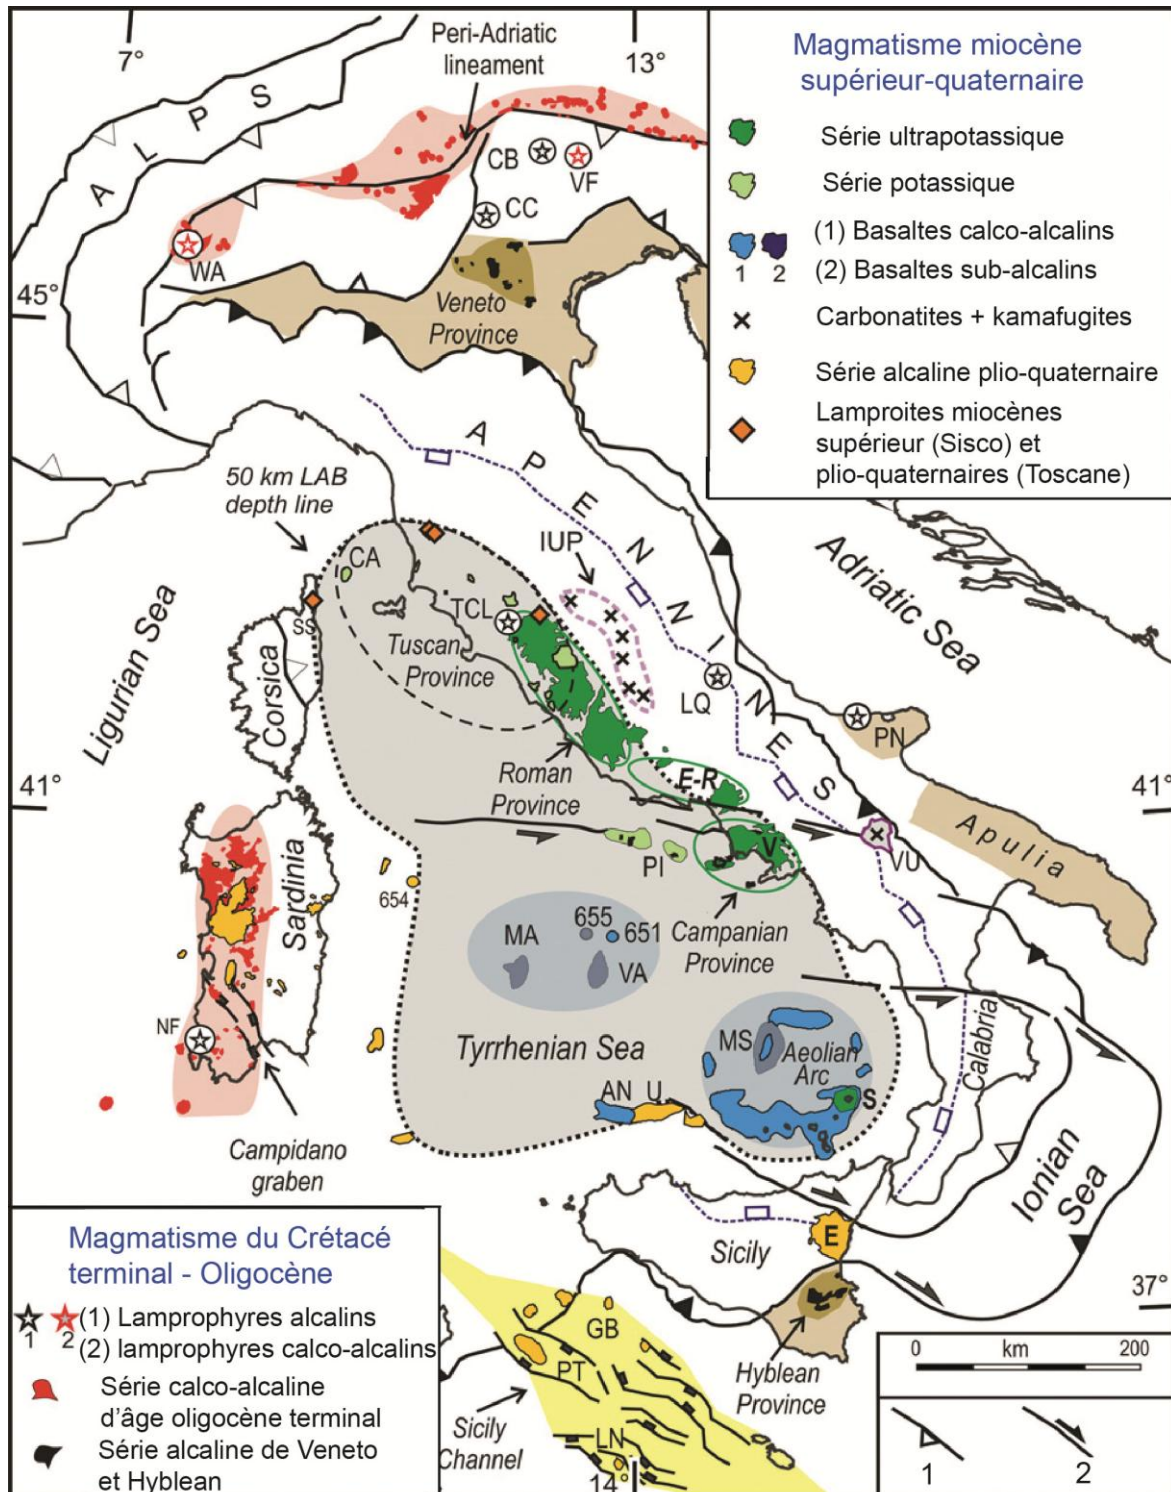 7°
13°
Peri-Adriatic
lineament
A L P S
CB
VF
CC
WA
45°
Veneto
Province
Magmatisme miocène
supérieur-quaternaire
Série ultrapotassique
Série potassique
(1) Basaltes calco-alcalins
1 2
(2) Basaltes sub-alcalins
Carbonatites + kamafugites
Série alcaline plio-quaternaire
Lamproites miocènes
supérieur (Sisco) et
plio-quaternaires (Toscane)
A P E N N I N E S
50 km LAB
depth line
IUP
CA
TCL
SS
Tuscan
Province
Ligurian Sea
Corsica
Adriatic Sea
LQ
PN
41°
Roman
Province
E-R
41°
Apulia
V
VU
PI
Sardinia
654
655
651
MA
VA
Campanian
Province
NF
Tyrrhenian Sea
MS
Aeolian
Arc
S
AN U
Calabria
Campidano
graben
Ionian
Sea
Sicily
E
37°
Magmatisme du Crétacé
terminal - Oligocène
(1) Lamprophyres alcalins
1 2
(2) lamprophyres calco-alcalins
Série calco-alcaline
d'âge oligocène terminal
Série alcaline de Veneto
et Hyblean
GB
PT
LN
Sicily
Channel
14°
Hyblean
Province
0 km 200
1 2